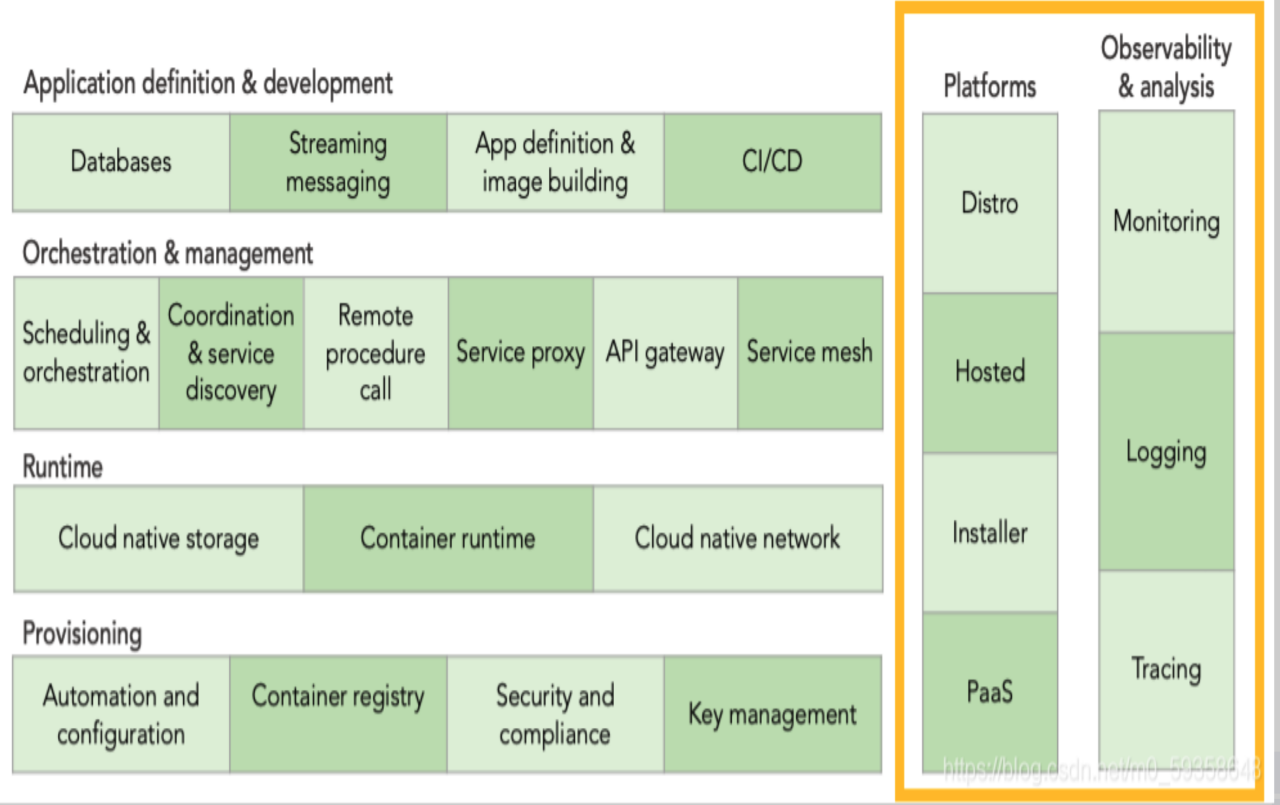 Application definition & development
Databases
Streaming
messaging
App definition &
image building
CI/CD
Orchestration & management
Scheduling &
orchestration
Coordination
& service
discovery
Remote
procedure
call
Service proxy
API gateway
Service mesh
Runtime
Cloud native storage
Container runtime
Cloud native network
Provisioning
Automation and
configuration
Container registry
Security and
compliance
Key management
Platforms
Distro
Hosted
Installer
PaaS
Observability
& analysis
Monitoring
Logging
Tracing
https://blog.csdn.net/m0_59358648